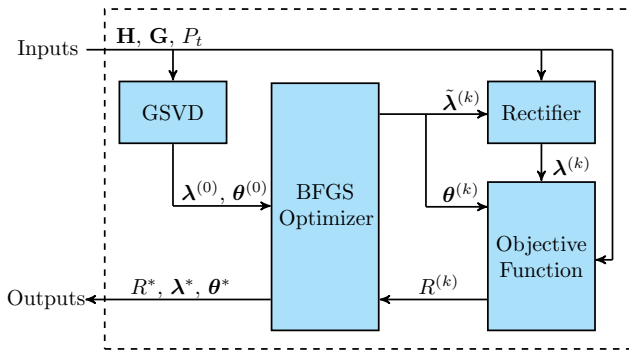 Inputs
H, G, P_t
GSVD
λ^(0), θ^(0)
BFGS
Optimizer
λ̃^(k)
Rectifier
λ^(k)
θ^(k)
Objective
Function
R^(k)
R*, λ*, θ*
Outputs